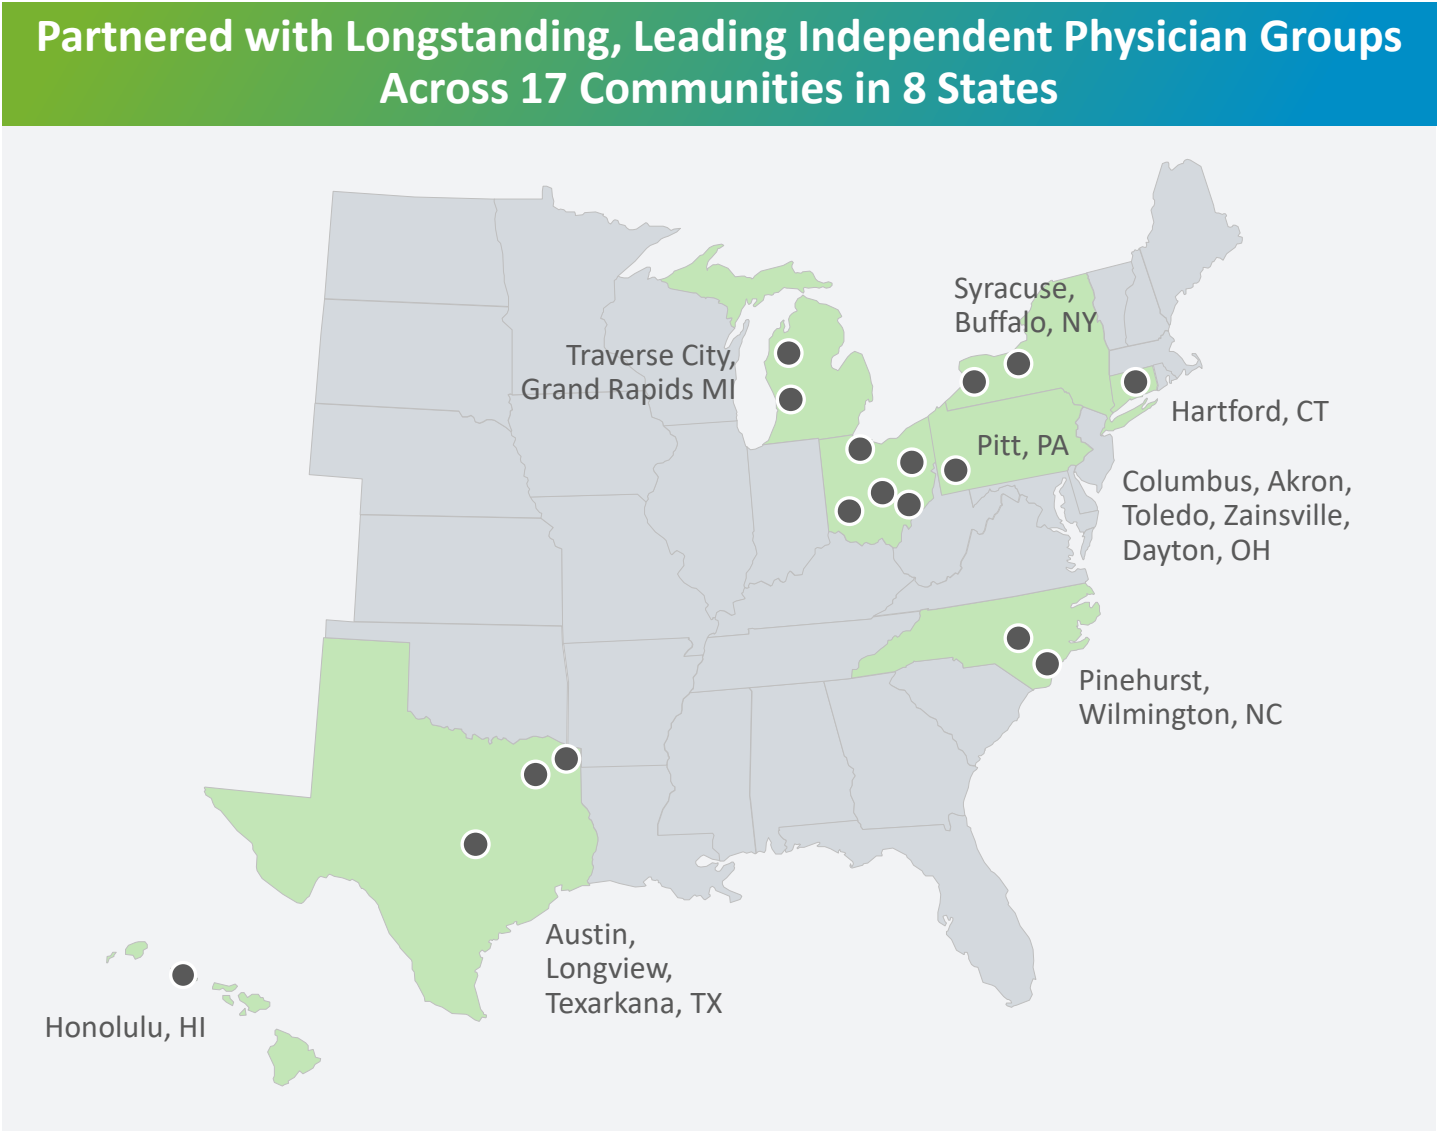 Partnered with Longstanding, Leading Independent Physician Groups
Across 17 Communities in 8 States
Syracuse,
Buffalo, NY
Traverse City,
Grand Rapids MI
Hartford, CT
Pitt, PA
Columbus, Akron,
Toledo, Zainsville,
Dayton, OH
Pinehurst,
Wilmington, NC
Austin,
Longview,
Texarkana, TX
Honolulu, HI